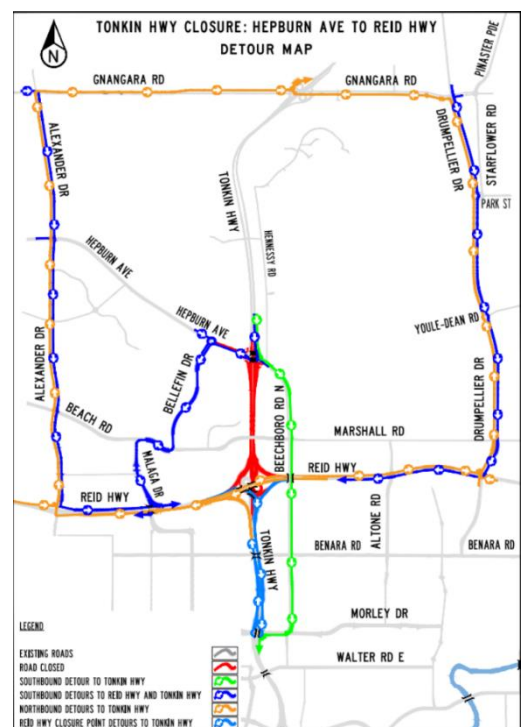 TONKIN HWY CLOSURE: HEPBURN AVE TO REID HWY
DETOUR MAP
N
GNANGARA RD
GNANGARA RD
PINASTER PDE
ALEXANDER DR
DRUMPELLIER DR
STARFLOWER RD
TONKIN HWY
PARK ST
HENNESSY RD
HEPBURN AVE
HEPBURN AVE
YOULE-DEAN RD
ALEXANDER DR
BELLEFIN DR
BEECHBORO RD N
DRUMPELLIER DR
BEACH RD
MARSHALL RD
MALAGA DR
REID HWY
REID HWY
ALTONE RD
TONKIN HWY
BENARA RD
BENARA RD
MORLEY DR
WALTER RD E
LEGEND
EXISTING ROADS
ROAD CLOSED
SOUTHBOUND DETOUR TO TONKIN HWY
SOUTHBOUND DETOURS TO REID HWY AND TONKIN HWY
NORTHBOUND DETOURS TO TONKIN HWY
REID HWY CLOSURE POINT DETOURS TO TONKIN HWY